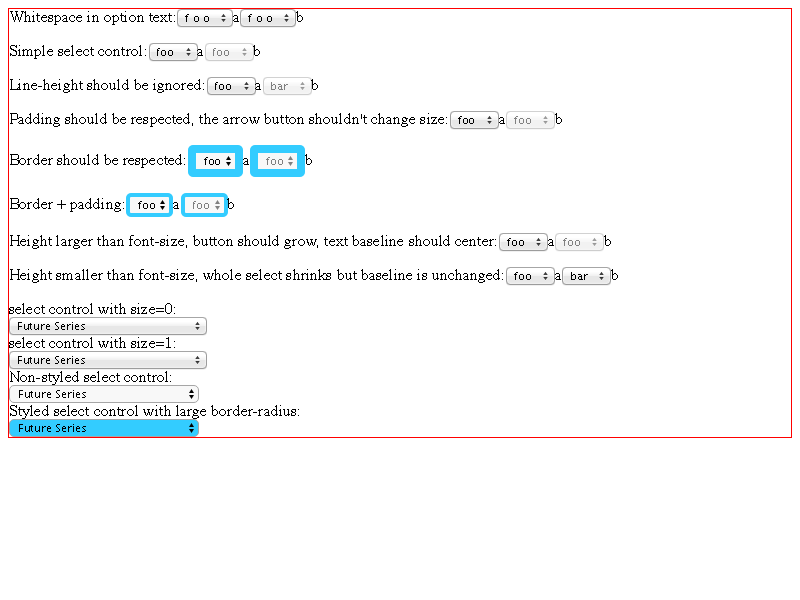 Whitespace in option text: f o o a f o o b
Simple select control: foo a foo b
Line-height should be ignored: foo a bar b
Padding should be respected, the arrow button shouldn't change size: foo a foo b
Border should be respected: foo a foo b
Border + padding: foo a foo b
Height larger than font-size, button should grow, text baseline should center: foo a foo b
Height smaller than font-size, whole select shrinks but baseline is unchanged: foo a bar b
select control with size=0:
Future Series
select control with size=1:
Future Series
Non-styled select control:
Future Series
Styled select control with large border-radius:
Future Series